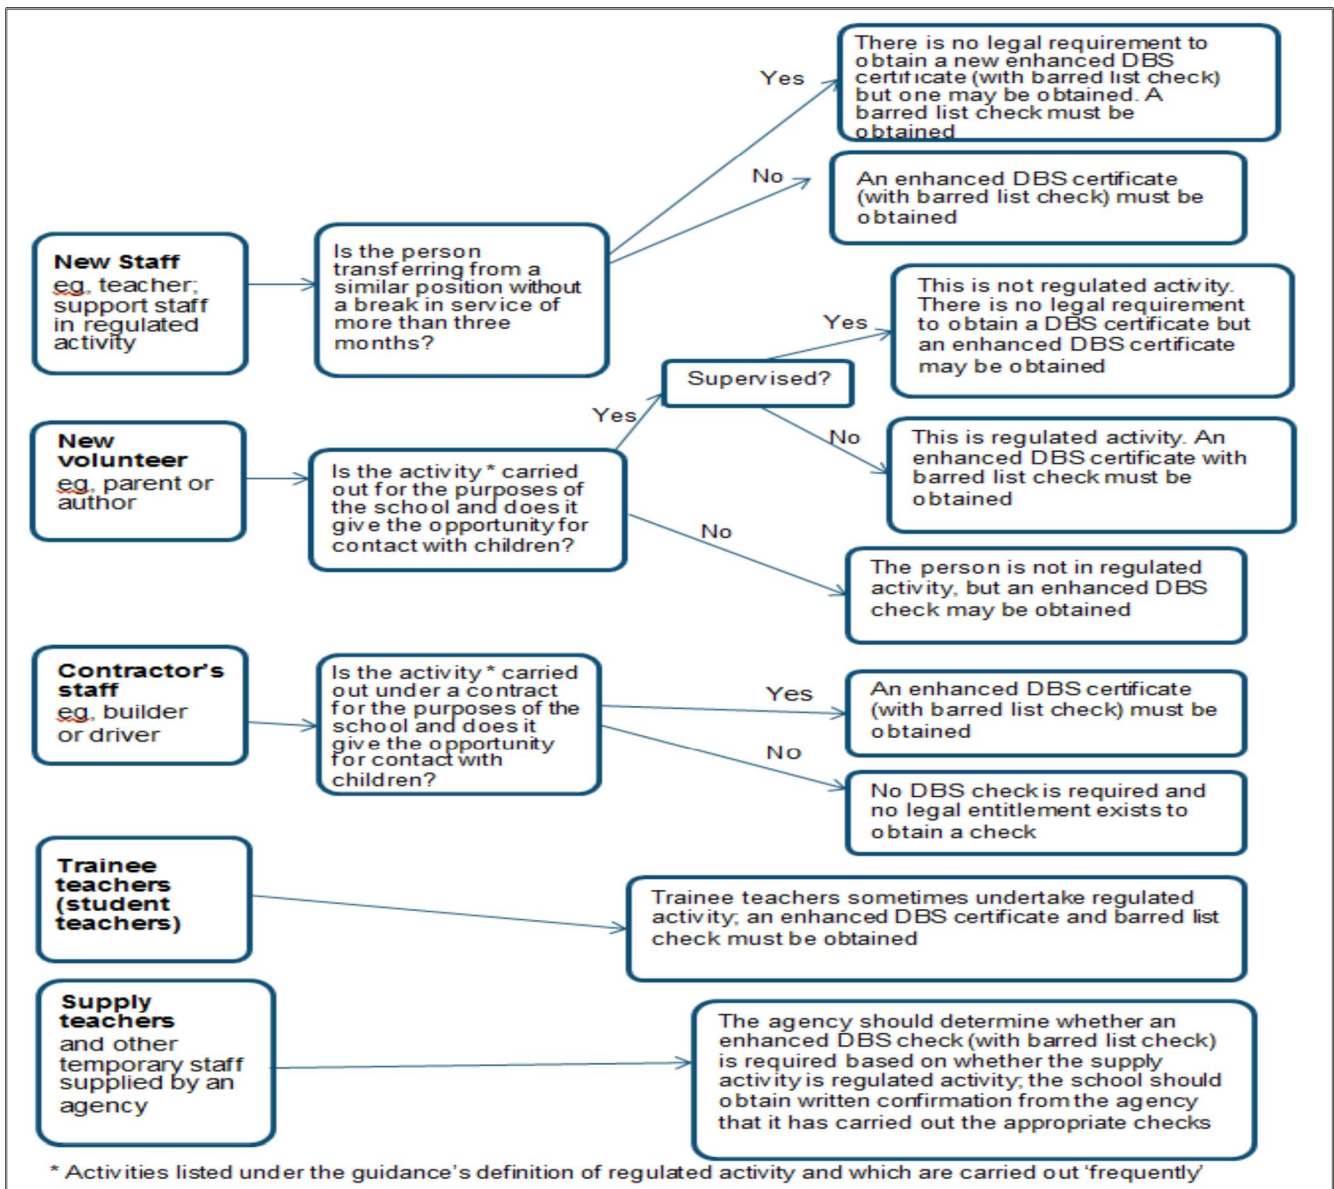 There is no legal requirement to
obtain a new enhanced DBS
certificate (with barred list check)
but one may be obtained. A
barred list check must be
obtained
Yes
No
An enhanced DBS certificate
(with barred list check) must be
obtained
New Staff
eg, teacher;
support staff
in regulated
activity
Is the person
transferring from a
similar position without
a break in service of
more than three
months?
This is not regulated activity.
There is no legal requirement
to obtain a DBS certificate but
an enhanced DBS certificate
may be obtained
Yes
Supervised?
Yes
No
This is regulated activity. An
enhanced DBS certificate with
barred list check must be
obtained
New
volunteer
eg, parent or
author
Is the activity * carried
out for the purposes of
the school and does it
give the opportunity for
contact with children?
No
The person is not in regulated
activity, but an enhanced DBS
check may be obtained
Contractor's
staff
eg, builder
or driver
Is the activity * carried
out under a contract
for the purposes of the
school and does it
give the opportunity
for contact with
children?
Yes
An enhanced DBS certificate
(with barred list check) must be
obtained
No
No DBS check is required and
no legal entitlement exists to
obtain a check
Trainee
teachers
(student
teachers)
Trainee teachers sometimes undertake regulated
activity; an enhanced DBS certificate and barred list
check must be obtained
Supply
teachers
and other
temporary staff
supplied by an
agency
The agency should determine whether an
enhanced DBS check (with barred list check)
is required based on whether the supply
activity is regulated activity; the school should
obtain written confirmation from the agency
that it has carried out the appropriate checks
* Activities listed under the guidance's definition of regulated activity and which are carried out 'frequently'